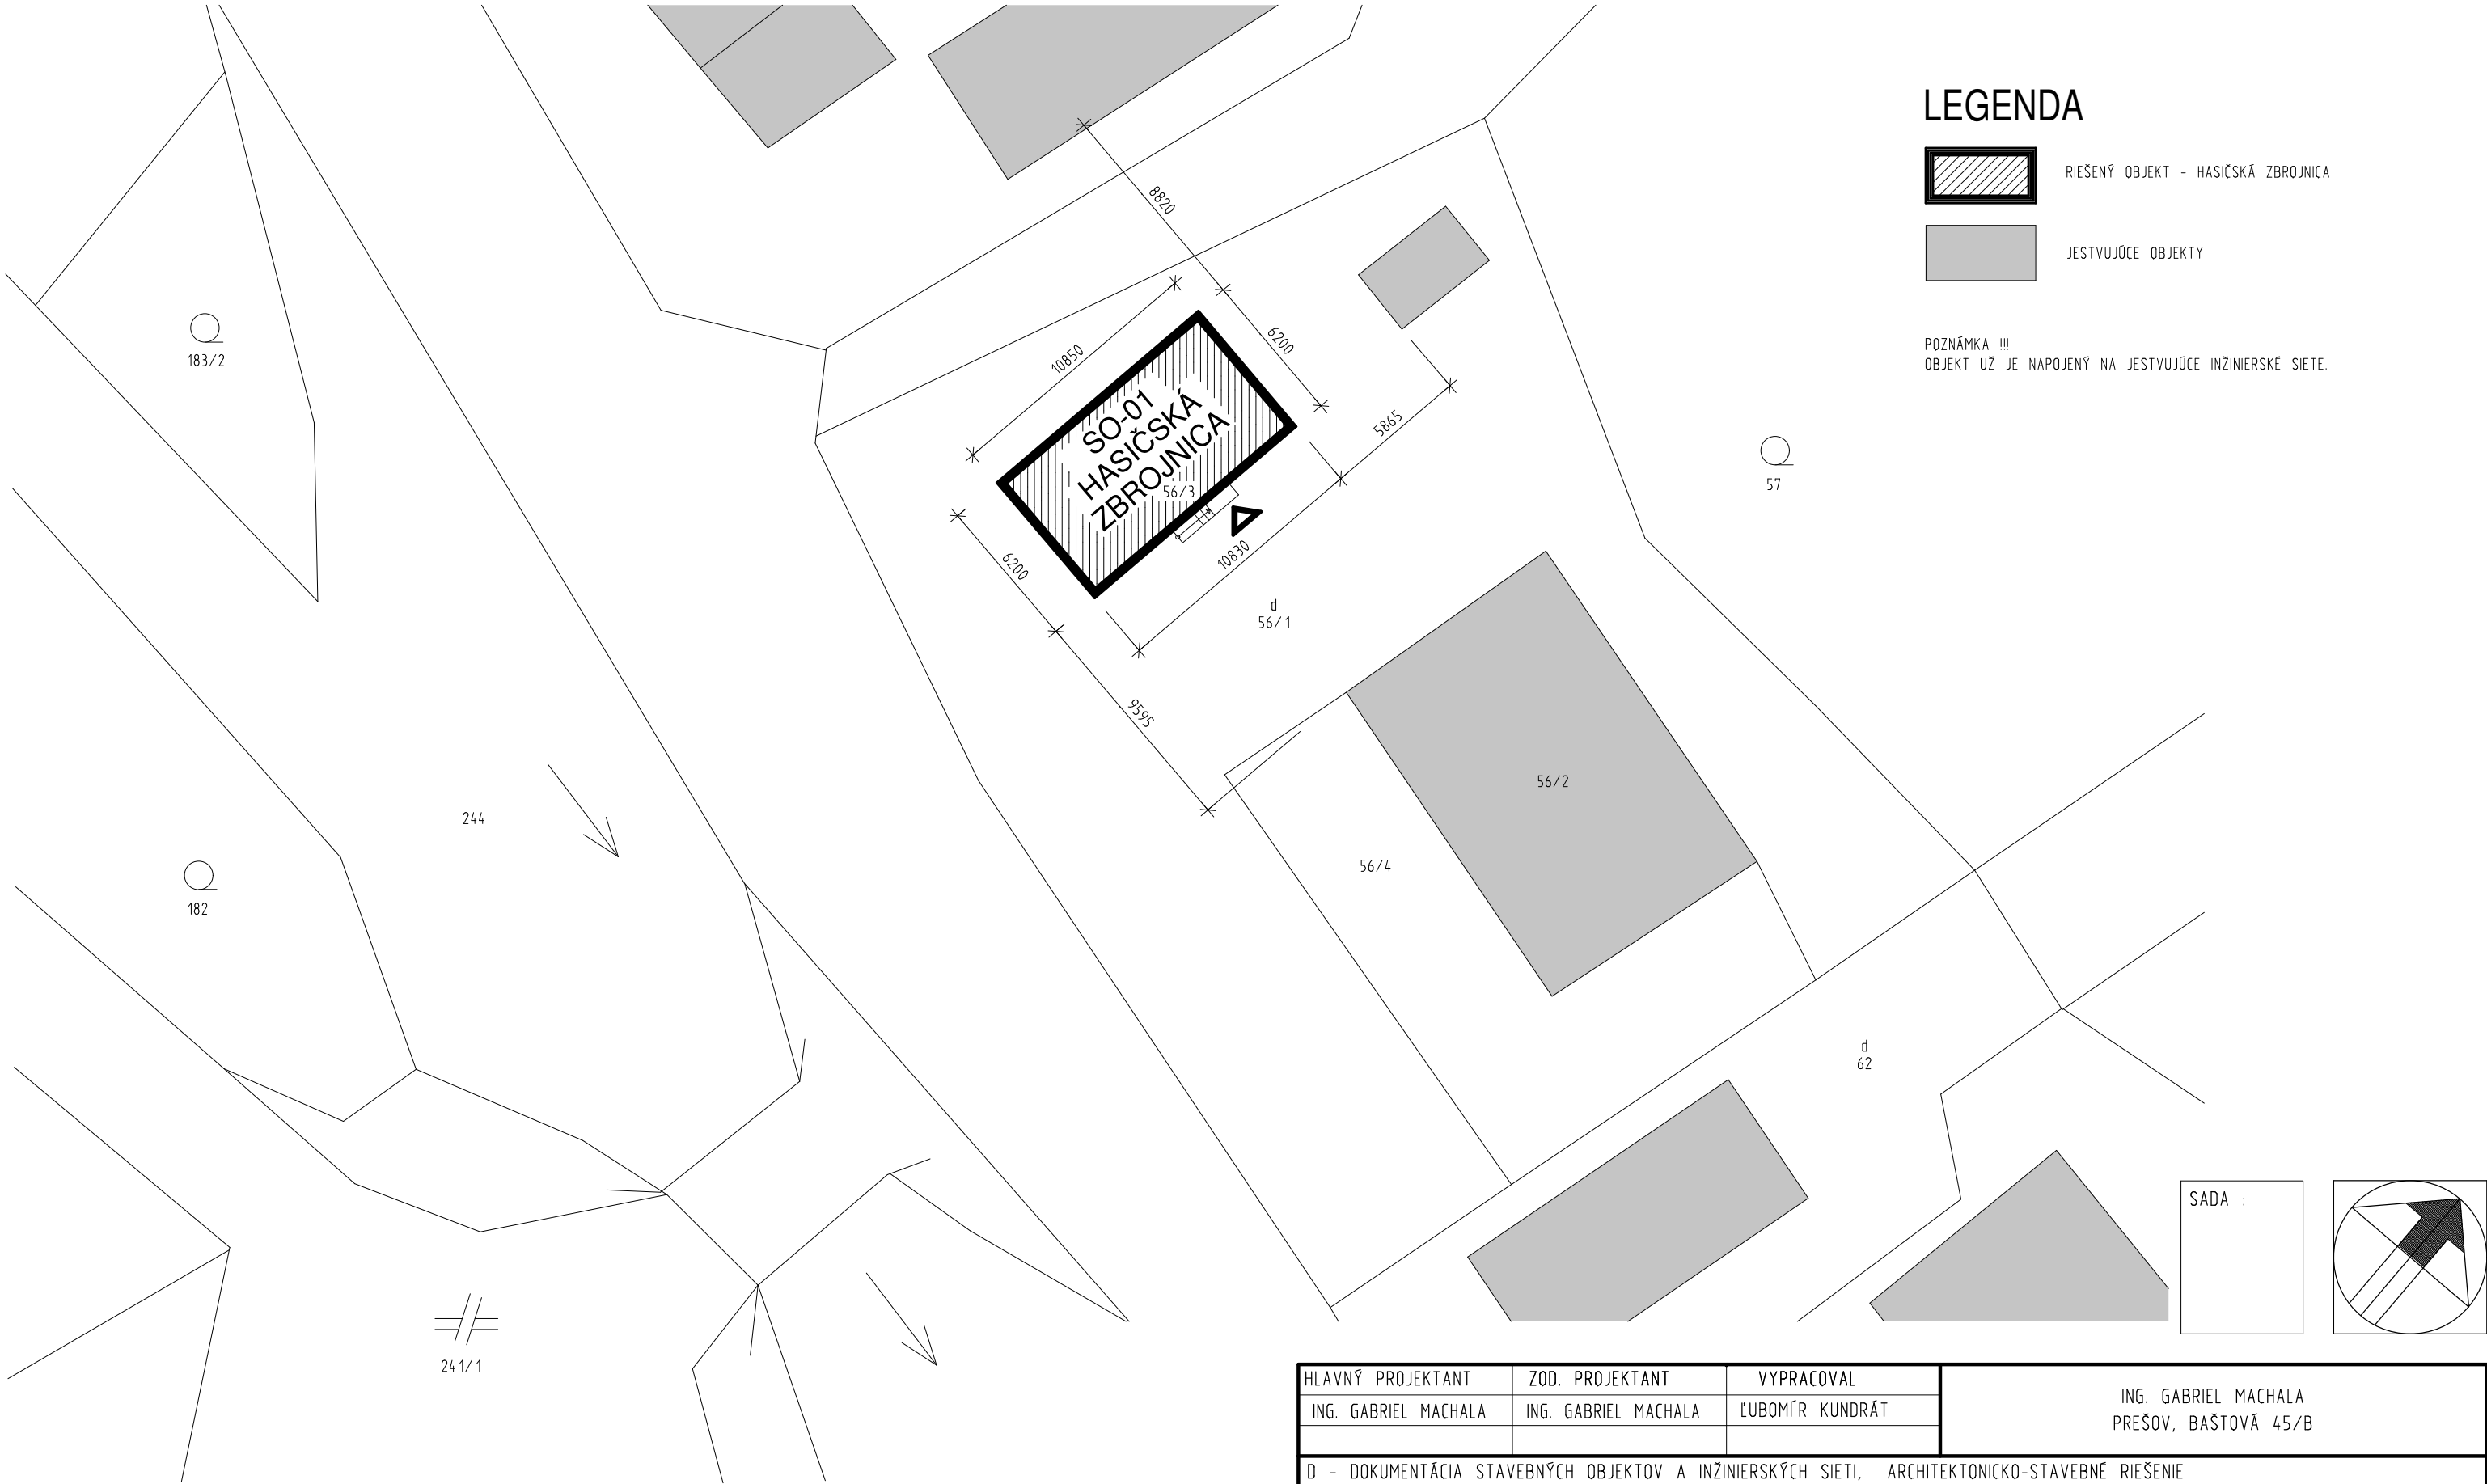 LEGENDA
RIEŠENÝ OBJEKT - HASIČSKÁ ZBROJNICA
JESTVUJÚCE OBJEKTY
POZNÁMKA !!!
OBJEKT UŽ JE NAPOJENÝ NA JESTVUJÚCE INŽINIERSKÉ SIETE.
8820
10850
6200
5865
183/2
SO-01
HASIČSKÁ
ZBROJNICA
56/3
57
6200
10830
d
56/1
9595
56/2
244
56/4
182
d
62
SADA :
241/1
HLAVNÝ PROJEKTANT
ZOD. PROJEKTANT
VYPRACOVAL
ING. GABRIEL MACHALA
ING. GABRIEL MACHALA
ĽUBOMÍR KUNDRÁT
ING. GABRIEL MACHALA
PREŠOV, BAŠTOVÁ 45/B
D - DOKUMENTÁCIA STAVEBNÝCH OBJEKTOV A INŽINIERSKÝCH SIETI, ARCHITEKTONICKO-STAVEBNÉ RIEŠENIE